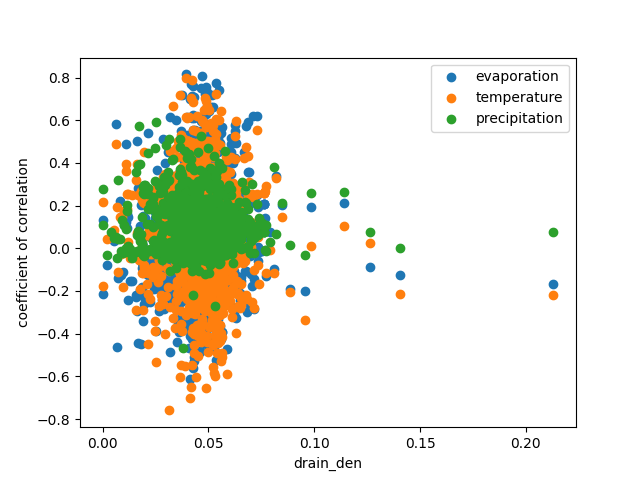 evaporation
temperature
precipitation
0.8
0.6
0.4
0.2
0.0
−0.2
−0.4
−0.6
−0.8
coefficient of correlation
0.00
0.05
0.10
0.15
0.20
drain_den